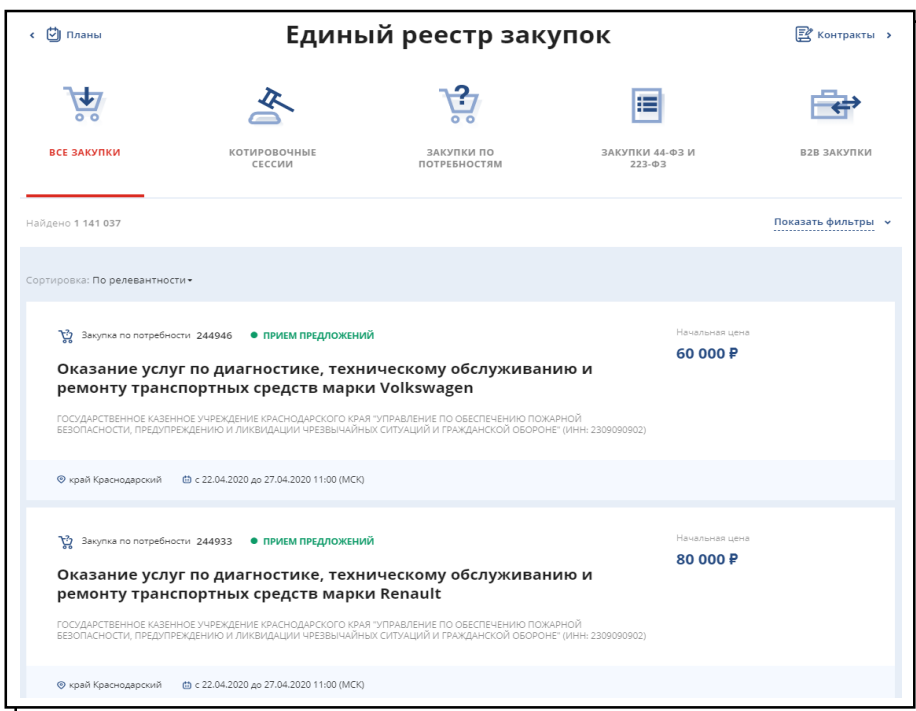 Планы
Единый реестр закупок
Контракты
ВСЕ ЗАКУПКИ
КОТИРОВОЧНЫЕ
СЕССИИ
ЗАКУПКИ ПО
ПОТРЕБНОСТЯМ
ЗАКУПКИ 44-ФЗ И
223-ФЗ
B2B ЗАКУПКИ
Найдено 1 141 037
Показать фильтры
Сортировка: По релевантности
Закупка по потребности 244946 ПРИЕМ ПРЕДЛОЖЕНИЙ
Начальная цена
60 000 ₽
Оказание услуг по диагностике, техническому обслуживанию и
ремонту транспортных средств марки Volkswagen
ГОСУДАРСТВЕННОЕ КАЗЕННОЕ УЧРЕЖДЕНИЕ КРАСНОДАРСКОГО КРАЯ "УПРАВЛЕНИЕ ПО ОБЕСПЕЧЕНИЮ ПОЖАРНОЙ
БЕЗОПАСНОСТИ, ПРЕДУПРЕЖДЕНИЮ И ЛИКВИДАЦИИ ЧРЕЗВЫЧАЙНЫХ СИТУАЦИЙ И ГРАЖДАНСКОЙ ОБОРОНЕ" (ИНН: 2309090902)
край Краснодарский с 22.04.2020 до 27.04.2020 11:00 (МСК)
Закупка по потребности 244933 ПРИЕМ ПРЕДЛОЖЕНИЙ
Начальная цена
80 000 ₽
Оказание услуг по диагностике, техническому обслуживанию и
ремонту транспортных средств марки Renault
ГОСУДАРСТВЕННОЕ КАЗЕННОЕ УЧРЕЖДЕНИЕ КРАСНОДАРСКОГО КРАЯ "УПРАВЛЕНИЕ ПО ОБЕСПЕЧЕНИЮ ПОЖАРНОЙ
БЕЗОПАСНОСТИ, ПРЕДУПРЕЖДЕНИЮ И ЛИКВИДАЦИИ ЧРЕЗВЫЧАЙНЫХ СИТУАЦИЙ И ГРАЖДАНСКОЙ ОБОРОНЕ" (ИНН: 2309090902)
край Краснодарский с 22.04.2020 до 27.04.2020 11:00 (МСК)